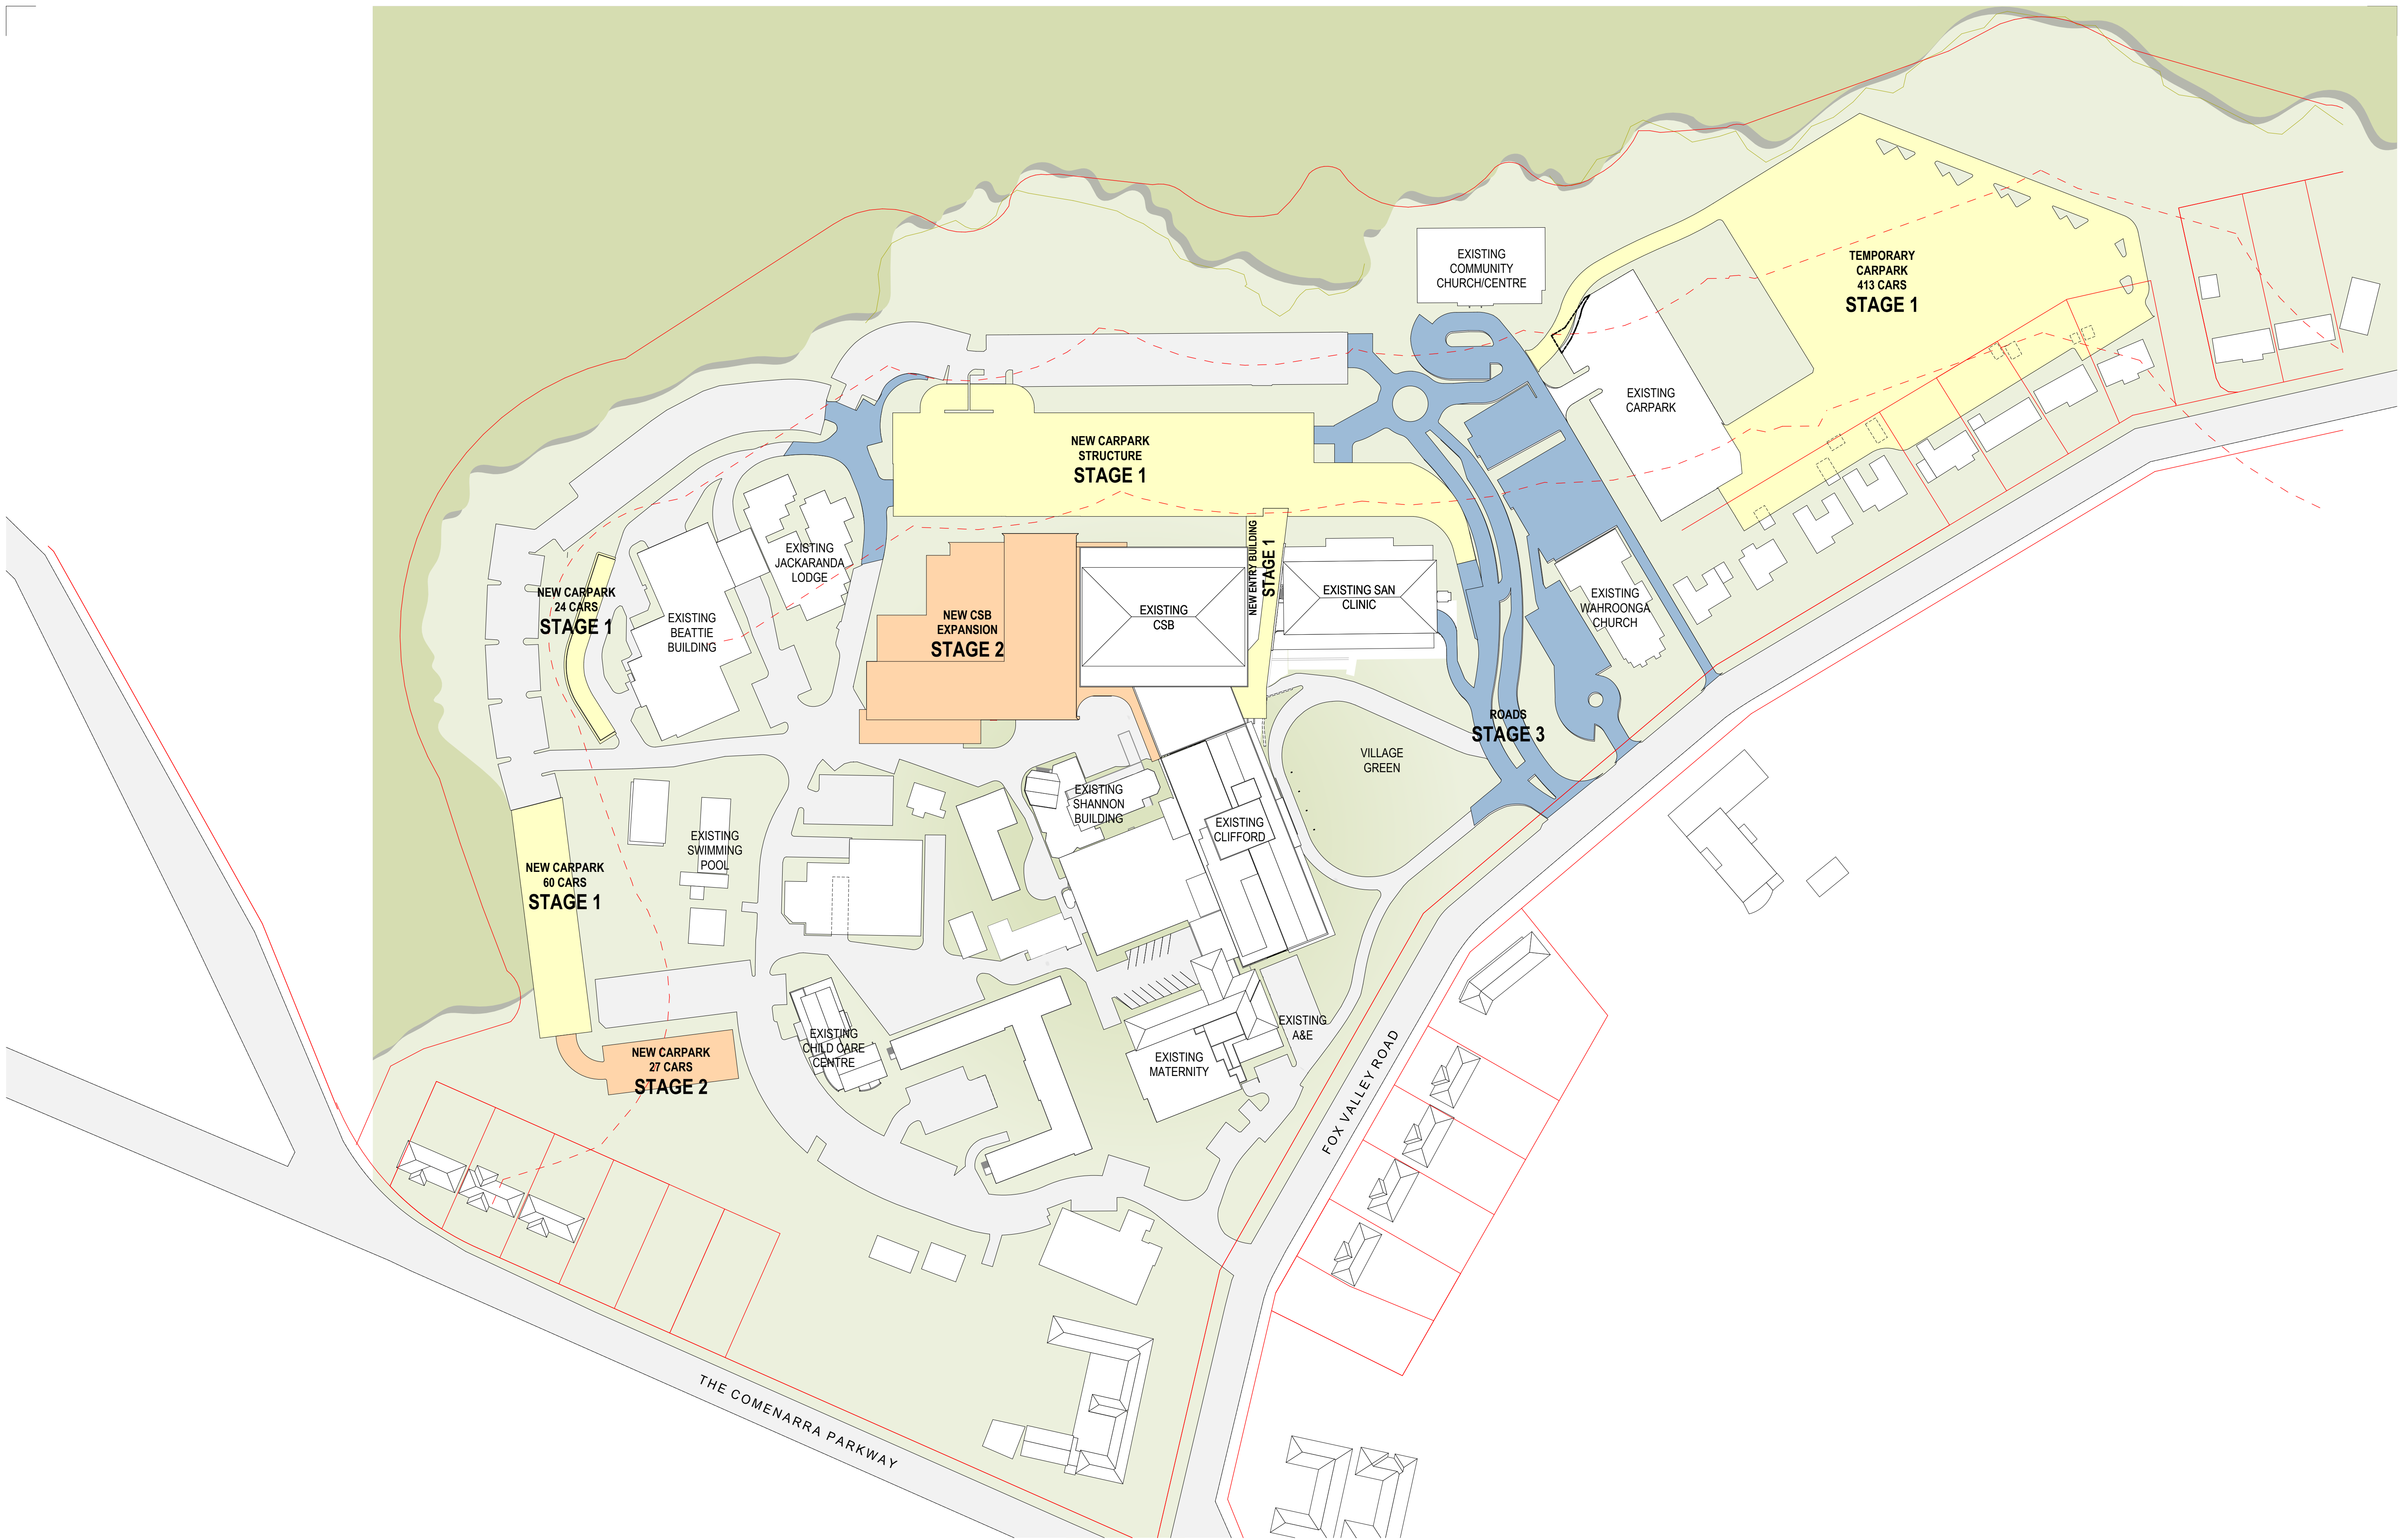 EXISTING
COMMUNITY
CHURCH/CENTRE
TEMPORARY
CARPARK
413 CARS
STAGE 1
EXISTING
CARPARK
NEW CARPARK
STRUCTURE
STAGE 1
NEW ENTRY BUILDING
STAGE 1
EXISTING
JACKARANDA
LODGE
NEW CARPARK
24 CARS
STAGE 1
EXISTING
BEATTIE
BUILDING
NEW CSB
EXPANSION
STAGE 2
EXISTING
CSB
EXISTING SAN
CLINIC
EXISTING
WAHROONGA
CHURCH
ROADS
STAGE 3
VILLAGE
GREEN
EXISTING
SHANNON
BUILDING
EXISTING
CLIFFORD
EXISTING
SWIMMING
POOL
NEW CARPARK
60 CARS
STAGE 1
NEW CARPARK
27 CARS
STAGE 2
EXISTING
CHILD CARE
CENTRE
EXISTING
MATERNITY
EXISTING
A&E
FOX VALLEY ROAD
THE COMENARRA PARKWAY